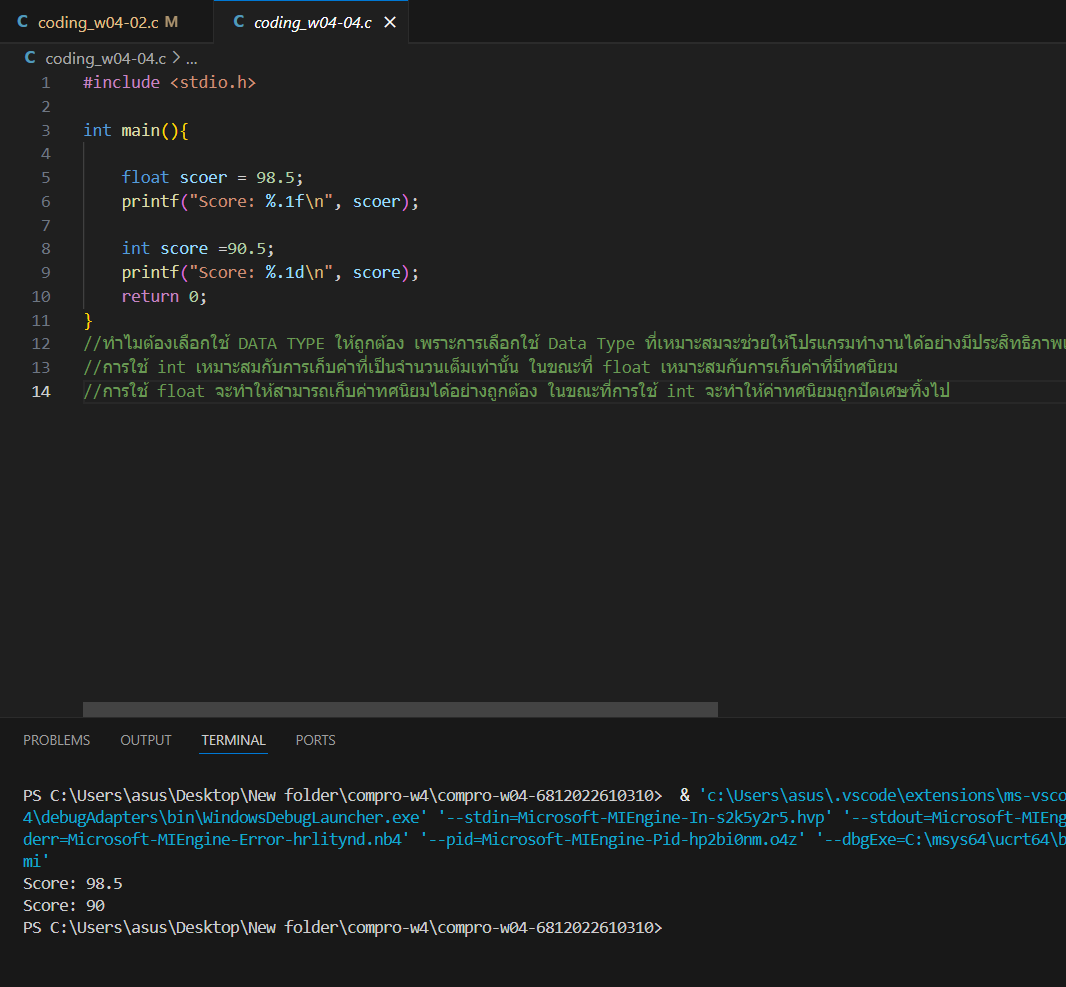 C coding_w04-02.c M
C coding_w04-04.c ×
C coding_w04-04.c > ...
1 #include <stdio.h>
2
3 int main(){
4
5 float scoer = 98.5;
6 printf("Score: %.1f\n", scoer);
7
8 int score =90.5;
9 printf("Score: %.1d\n", score);
10 return 0;
11 }
12 //ทำไมต้องเลือกใช้ DATA TYPE ให้ถูกต้อง เพราะการเลือกใช้ Data Type ที่เหมาะสมจะช่วยให้โปรแกรมทำงานได้อย่างมีประสิทธิภาพ
13 //การใช้ int เหมาะสมกับการเก็บค่าที่เป็นจำนวนเต็มเท่านั้น ในขณะที่ float เหมาะสมกับการเก็บค่าที่มีทศนิยม
14 //การใช้ float จะทำให้สามารถเก็บค่าทศนิยมได้อย่างถูกต้อง ในขณะที่การใช้ int จะทำให้ค่าทศนิยมถูกปัดเศษทิ้งไป
PROBLEMS OUTPUT TERMINAL PORTS
PS C:\Users\asus\Desktop\New folder\compro-w4\compro-w04-6812022610310> & 'c:\Users\asus\.vscode\extensions\ms-vsco
4\debugAdapters\bin\WindowsDebugLauncher.exe' '--stdin=Microsoft-MIEngine-In-s2k5y2r5.hvp' '--stdout=Microsoft-MIEng
derr=Microsoft-MIEngine-Error-hrlitynd.nb4' '--pid=Microsoft-MIEngine-Pid-hp2bi0nm.o4z' '--dbgExe=C:\msys64\ucrt64\b
mi'
Score: 98.5
Score: 90
PS C:\Users\asus\Desktop\New folder\compro-w4\compro-w04-6812022610310>